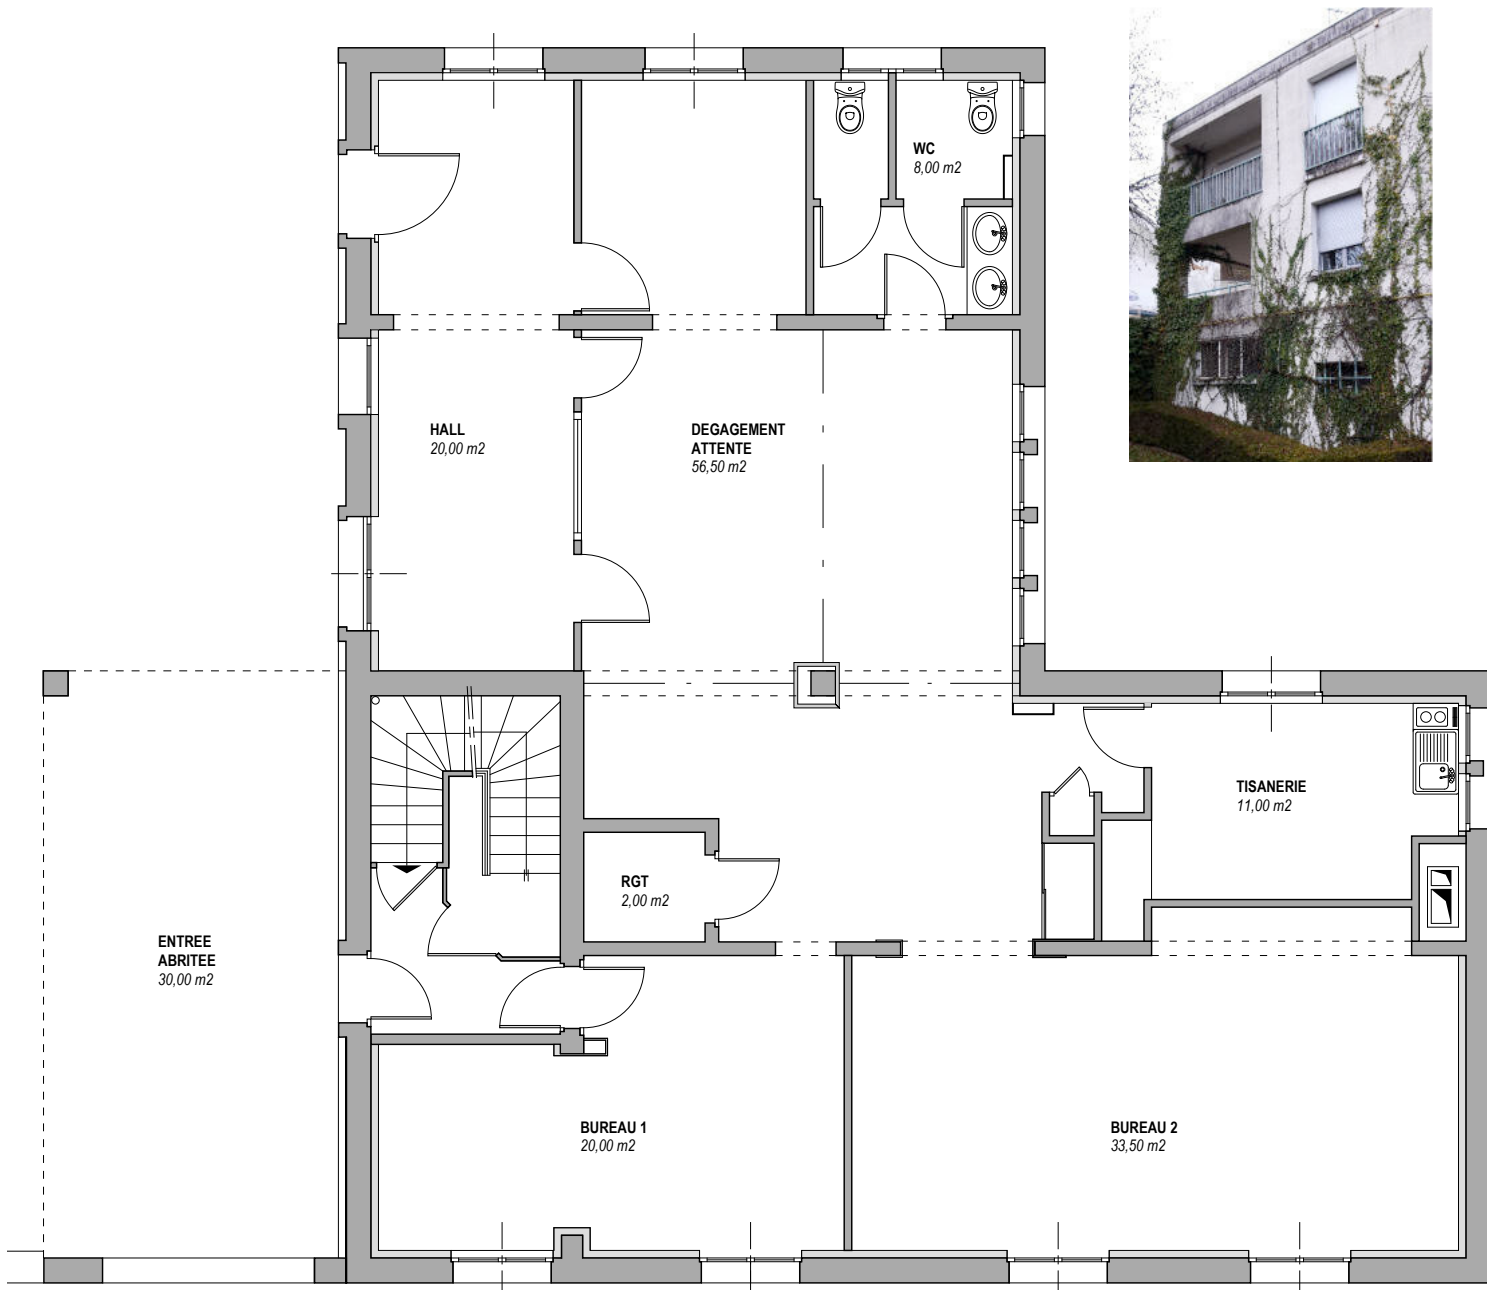 WC
8,00 m2
HALL
20,00 m2
DEGAGEMENT
ATTENTE
56,50 m2
TISANERIE
11,00 m2
RGT
2,00 m2
ENTREE
ABRITEE
30,00 m2
BUREAU 1
20,00 m2
BUREAU 2
33,50 m2